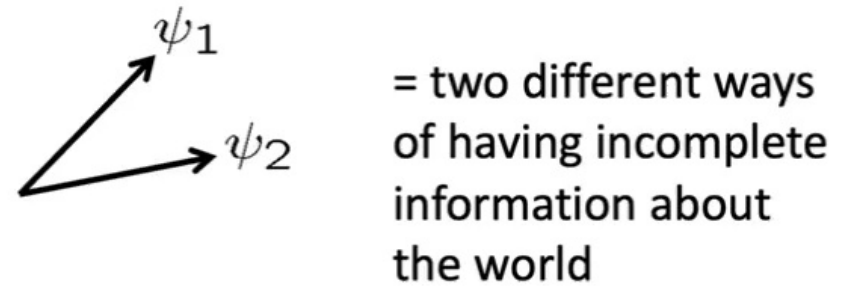 ψ1
ψ2
= two different ways
of having incomplete
information about
the world